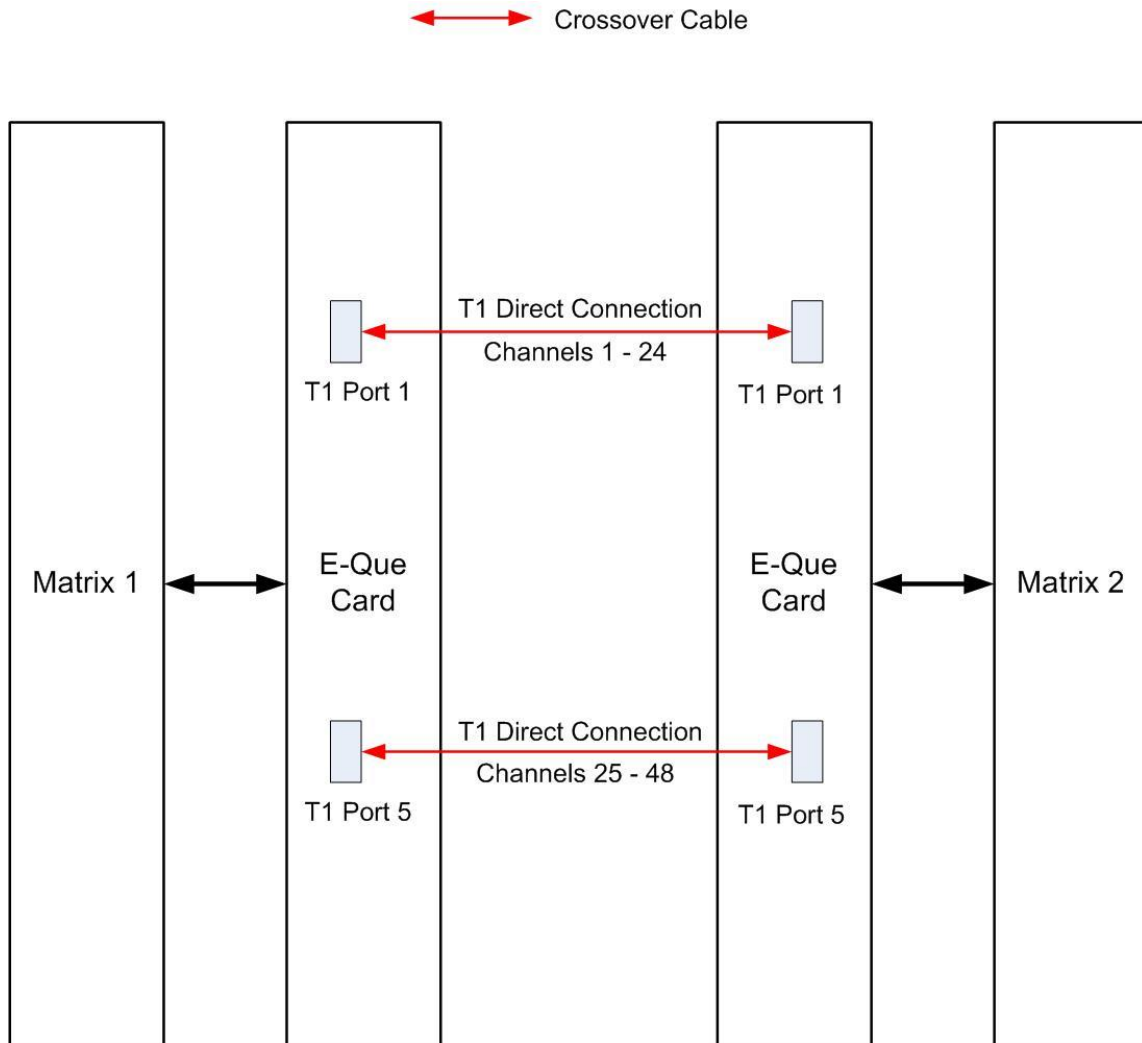 Crossover Cable
T1 Direct Connection
Channels 1 - 24
T1 Port 1
T1 Port 1
Matrix 1
E-Que
Card
E-Que
Card
Matrix 2
T1 Direct Connection
Channels 25 - 48
T1 Port 5
T1 Port 5